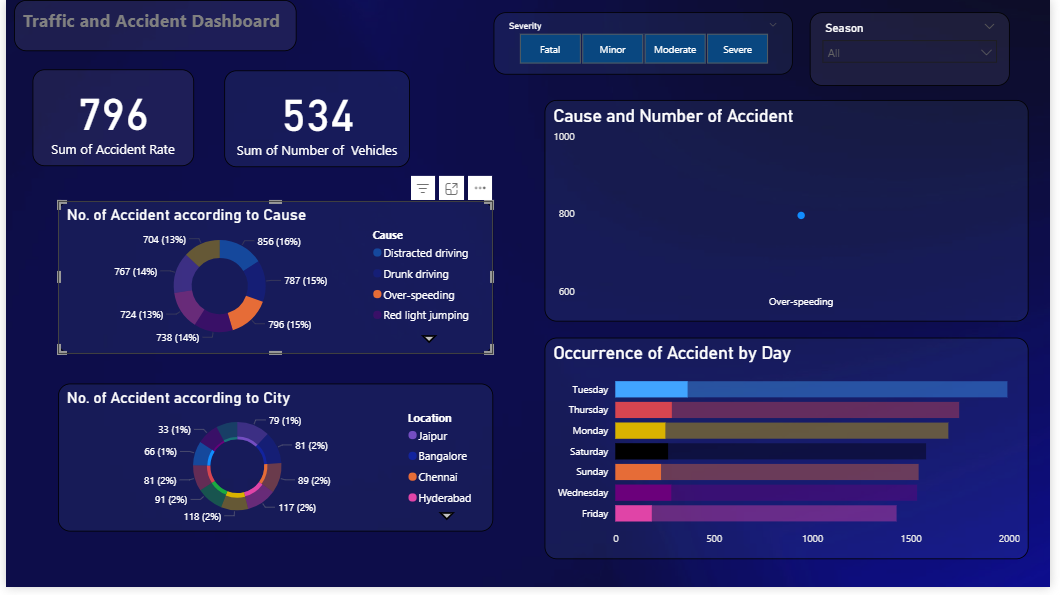 Traffic and Accident Dashboard
Severity
Fatal
Minor
Moderate
Severe
Season
All
796
Sum of Accident Rate
534
Sum of Number of Vehicles
No. of Accident according to Cause
704 (13%)
856 (16%)
767 (14%)
787 (15%)
724 (13%)
796 (15%)
738 (14%)
Cause
Distracted driving
Drunk driving
Over-speeding
Red light jumping
Cause and Number of Accident
1000
800
600
Over-speeding
No. of Accident according to City
79 (1%)
33 (1%)
81 (2%)
66 (1%)
89 (2%)
81 (2%)
91 (2%)
117 (2%)
118 (2%)
Location
Jaipur
Bangalore
Chennai
Hyderabad
Occurrence of Accident by Day
Tuesday
Thursday
Monday
Saturday
Sunday
Wednesday
Friday
0
500
1000
1500
2000